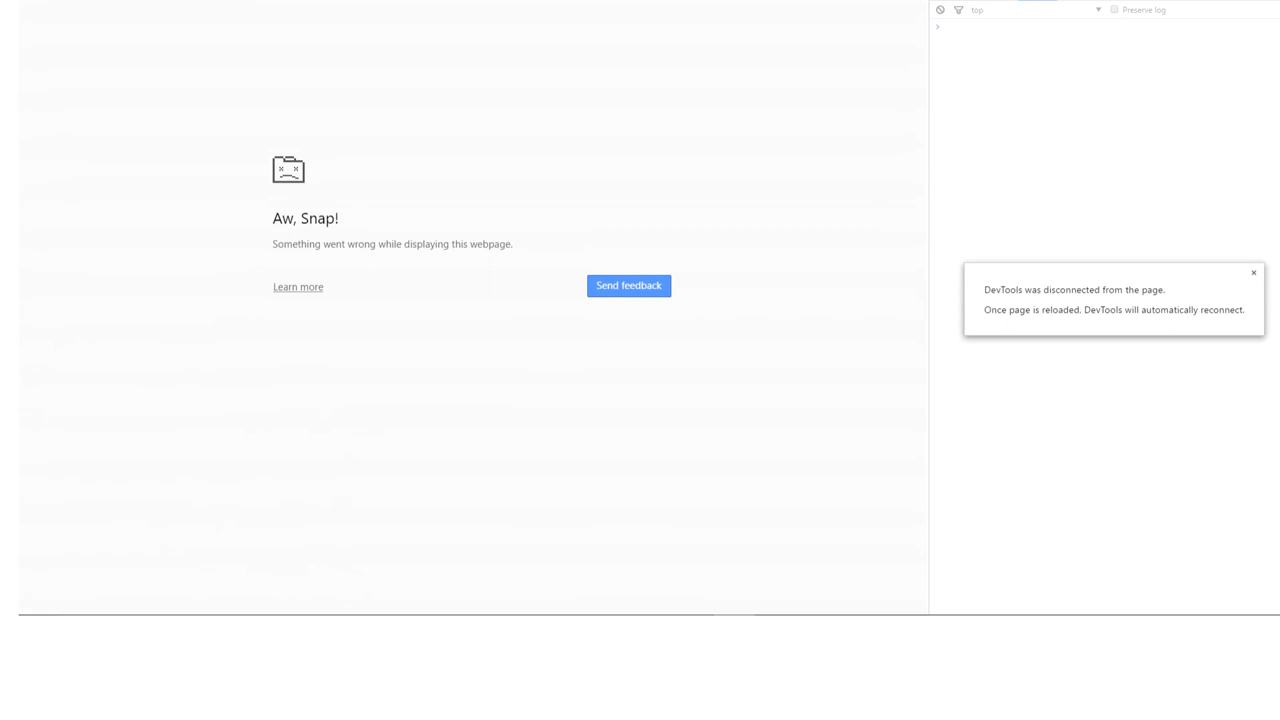 top
Preserve log
Aw, Snap!
Something went wrong while displaying this webpage.
Learn more
Send feedback
DevTools was disconnected from the page.
Once page is reloaded, DevTools will automatically reconnect.